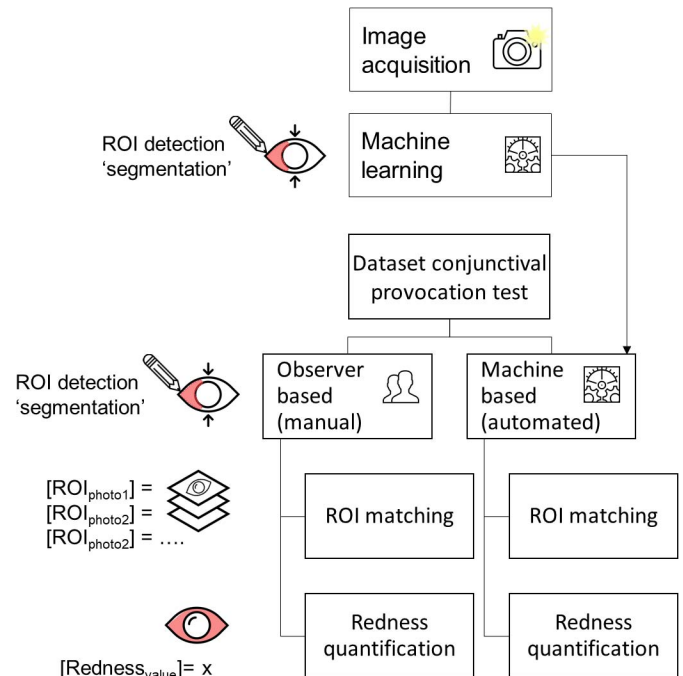 Image
acquisition
ROI detection
‘segmentation’
Machine
learning
Dataset conjunctival
provocation test
ROI detection
‘segmentation’
Observer
based
(manual)
Machine
based
(automated)
[ROIphoto1] =
[ROIphoto2] =
[ROIphoto2] = ....
ROI matching
ROI matching
Redness
quantification
Redness
quantification
[Rednessvalue]= x